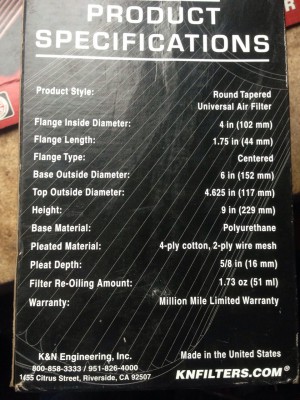 PRODUCT
SPECIFICATIONS
Product Style: Round Tapered
Universal Air Filter
Flange Inside Diameter: 4 in (102 mm)
Flange Length: 1.75 in (44 mm)
Flange Type: Centered
Base Outside Diameter: 6 in (152 mm)
Top Outside Diameter: 4.625 in (117 mm)
Height: 9 in (229 mm)
Base Material: Polyurethane
Pleated Material: 4-ply cotton, 2-ply wire mesh
Pleat Depth: 5/8 in (16 mm)
Filter Re-Oiling Amount: 1.73 oz (51 ml)
Warranty: Million Mile Limited Warranty
K&N Engineering, Inc. Made in the United States
800-858-3333 / 951-826-4000
1455 Citrus Street, Riverside, CA 92507 KNFILTERS.COM®